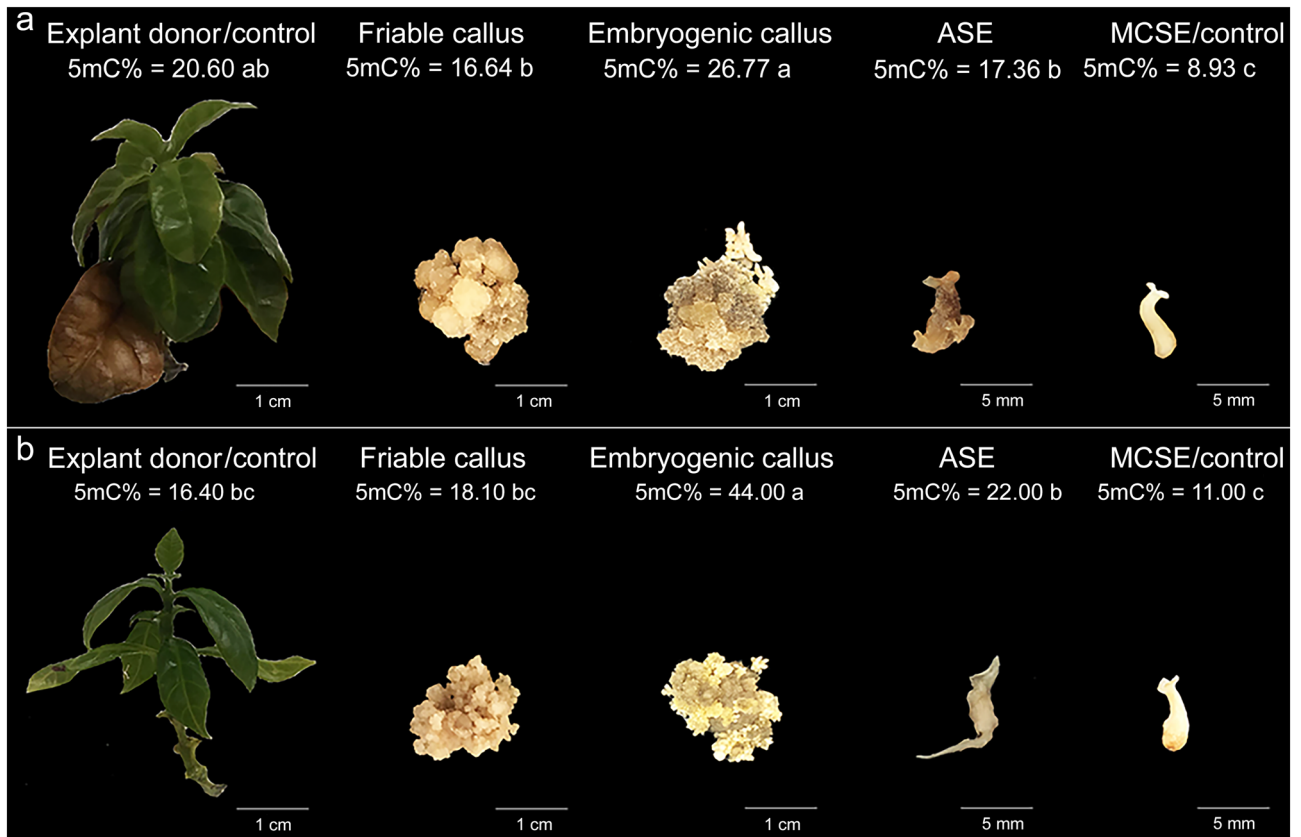 a
Explant donor/control
5mC% = 20.60 ab
Friable callus
5mC% = 16.64 b
Embryogenic callus
5mC% = 26.77 a
ASE
5mC% = 17.36 b
MCSE/control
5mC% = 8.93 c
1 cm
1 cm
1 cm
5 mm
5 mm
b
Explant donor/control
5mC% = 16.40 bc
Friable callus
5mC% = 18.10 bc
Embryogenic callus
5mC% = 44.00 a
ASE
5mC% = 22.00 b
MCSE/control
5mC% = 11.00 c
1 cm
1 cm
1 cm
5 mm
5 mm